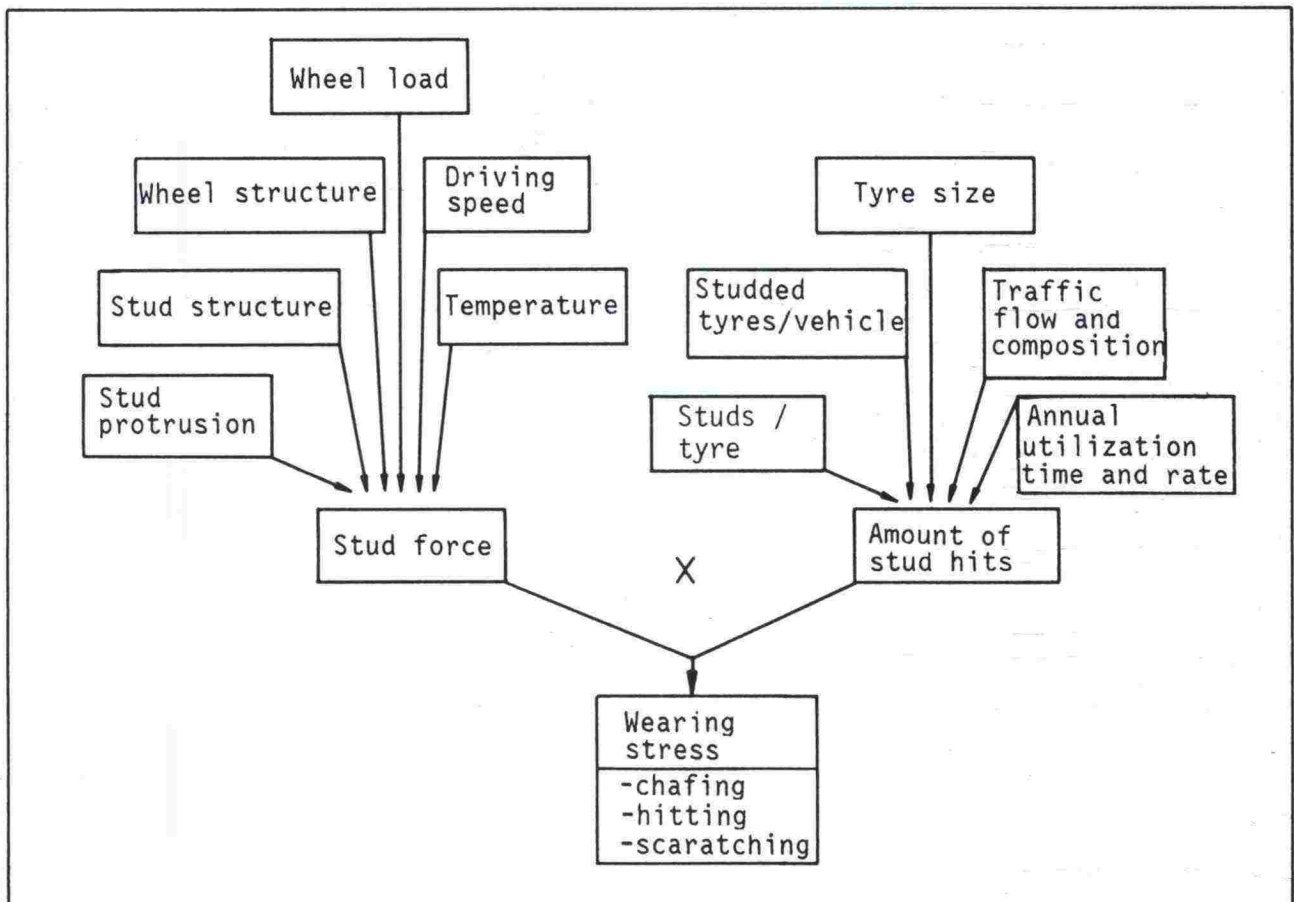 Wheel load
Wheel structure
Driving
speed
Tyre size
Stud structure
Temperature
Studded
tyres/vehicle
Traffic
flow and
composition
Stud
protrusion
Studs /
tyre
Annual
utilization
time and rate
Stud force
X
Amount of
stud hits
Wearing
stress
-chafing
-hitting
-scaratching